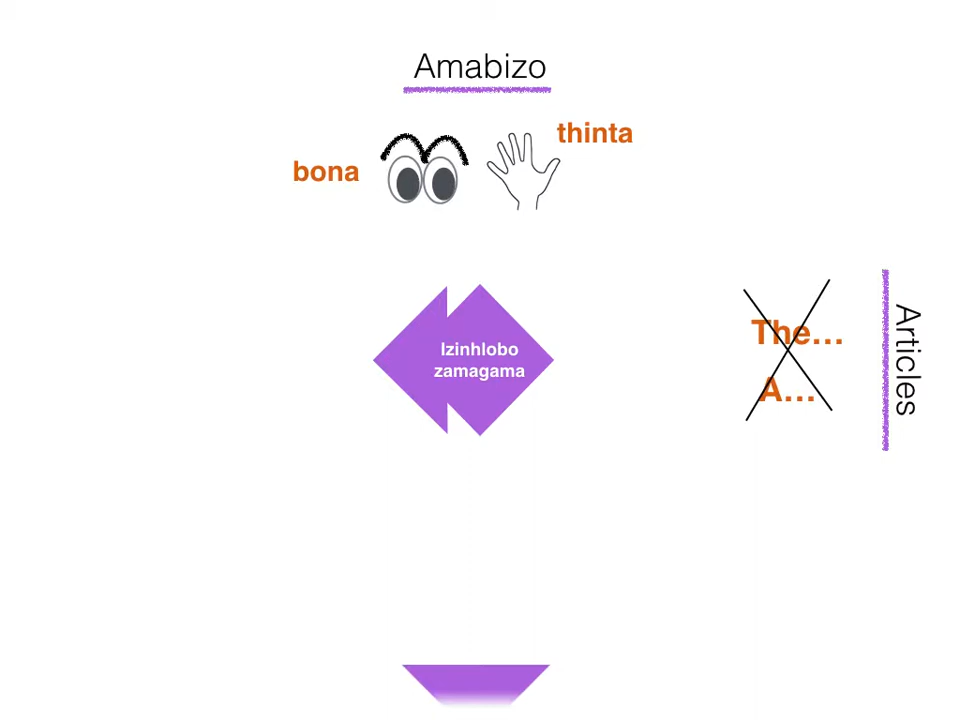 Amabizo
thinta
bona
Izinhlobo
zamagama
The...
A...
Articles